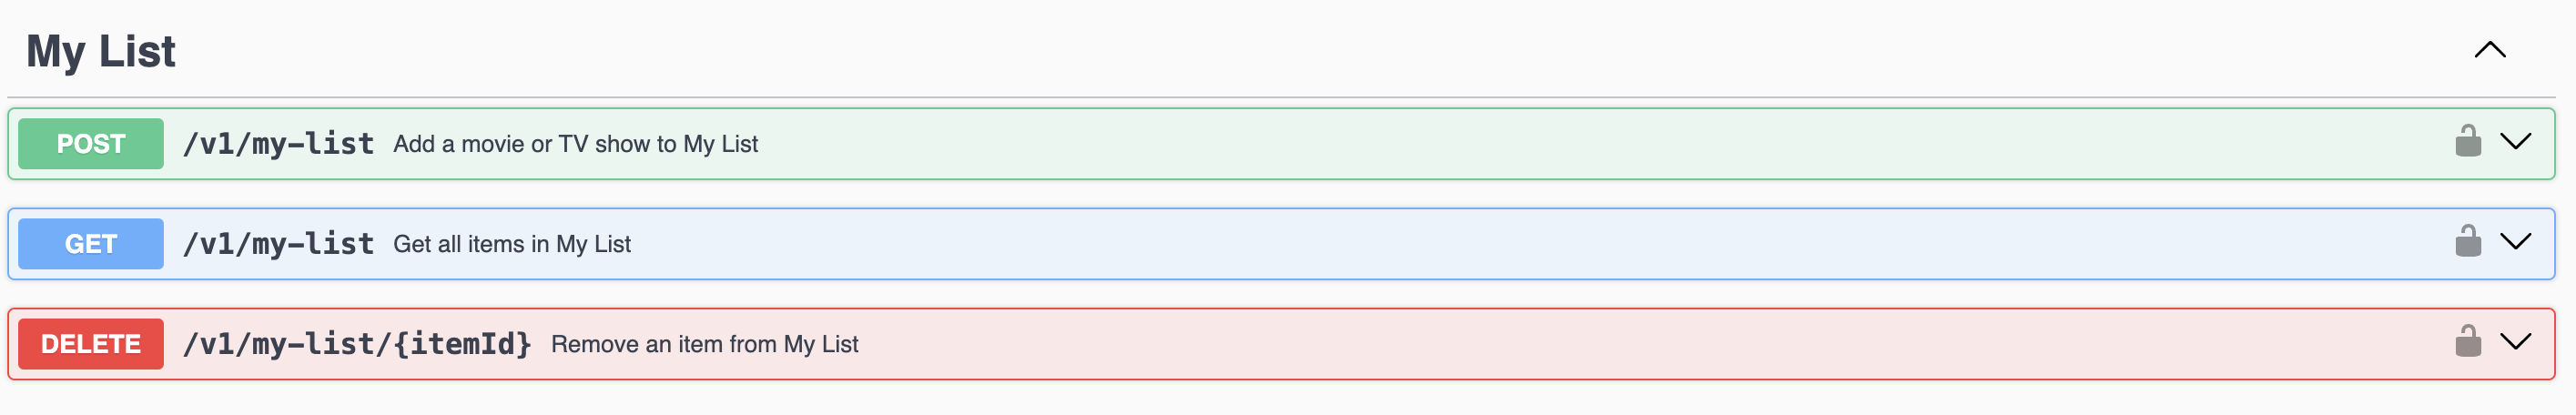 My List
POST /v1/my-list Add a movie or TV show to My List
GET /v1/my-list Get all items in My List
DELETE /v1/my-list/{itemId} Remove an item from My List